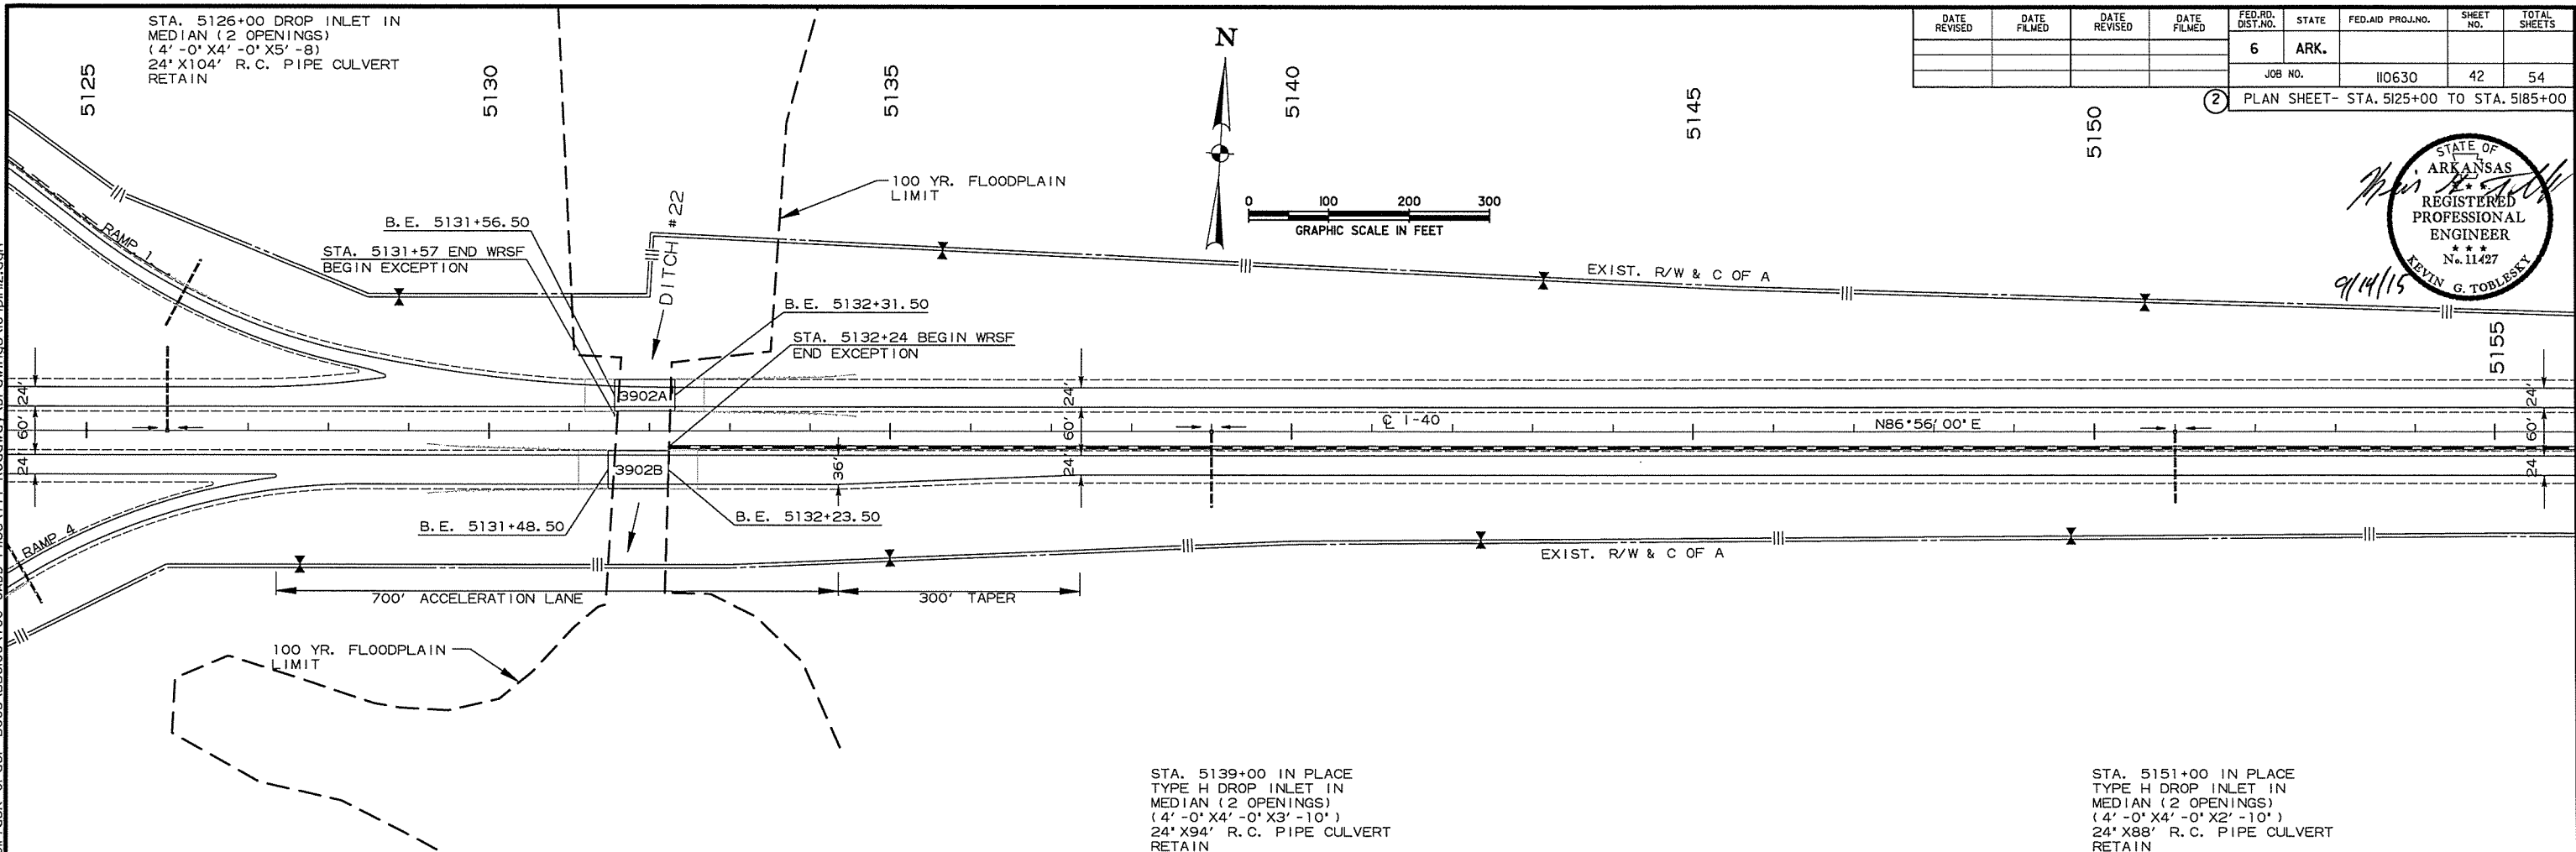 STA. 5126+00 DROP INLET IN
MEDIAN (2 OPENINGS)
(4'-0"X4'-0"X5'-8)
24"X104' R.C. PIPE CULVERT
RETAIN
5125
5130
5135
5140
5145
5150
5155
N
DATE REVISED
DATE FILMED
DATE REVISED
DATE FILMED
FED.RD. DIST.NO.
STATE
FED.AID PROJ.NO.
SHEET NO.
TOTAL SHEETS
6
ARK.
JOB NO.
110630
42
54
2
PLAN SHEET- STA. 5125+00 TO STA. 5185+00
STATE OF
ARKANSAS
REGISTERED
PROFESSIONAL
ENGINEER
No. 11427
KEVIN G. TOBLESKY
9/14/15
0 100 200 300
GRAPHIC SCALE IN FEET
100 YR. FLOODPLAIN
LIMIT
DITCH #22
B.E. 5131+56.50
STA. 5131+57 END WRSF
BEGIN EXCEPTION
B.E. 5132+31.50
STA. 5132+24 BEGIN WRSF
END EXCEPTION
RAMP 1
EXIST. R/W & C OF A
3902A
24'
60'
24'
24'
60'
24'
24'
60'
24'
℄ I-40
N86°56'00"E
3902B
36'
B.E. 5131+48.50
B.E. 5132+23.50
RAMP 4
EXIST. R/W & C OF A
700' ACCELERATION LANE
300' TAPER
100 YR. FLOODPLAIN
LIMIT
STA. 5139+00 IN PLACE
TYPE H DROP INLET IN
MEDIAN (2 OPENINGS)
(4'-0"X4'-0"X3'-10")
24"X94' R.C. PIPE CULVERT
RETAIN
STA. 5151+00 IN PLACE
TYPE H DROP INLET IN
MEDIAN (2 OPENINGS)
(4'-0"X4'-0"X2'-10")
24"X88' R.C. PIPE CULVERT
RETAIN